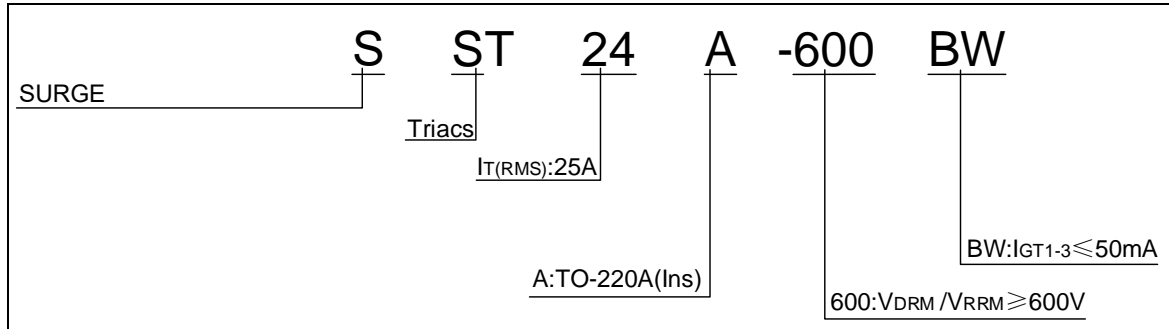 S ST 24 A -600 BW
SURGE
Triacs
IT(RMS):25A
BW:IGT1-3≤50mA
A:TO-220A(Ins)
600:VDRM /VRRM≥600V